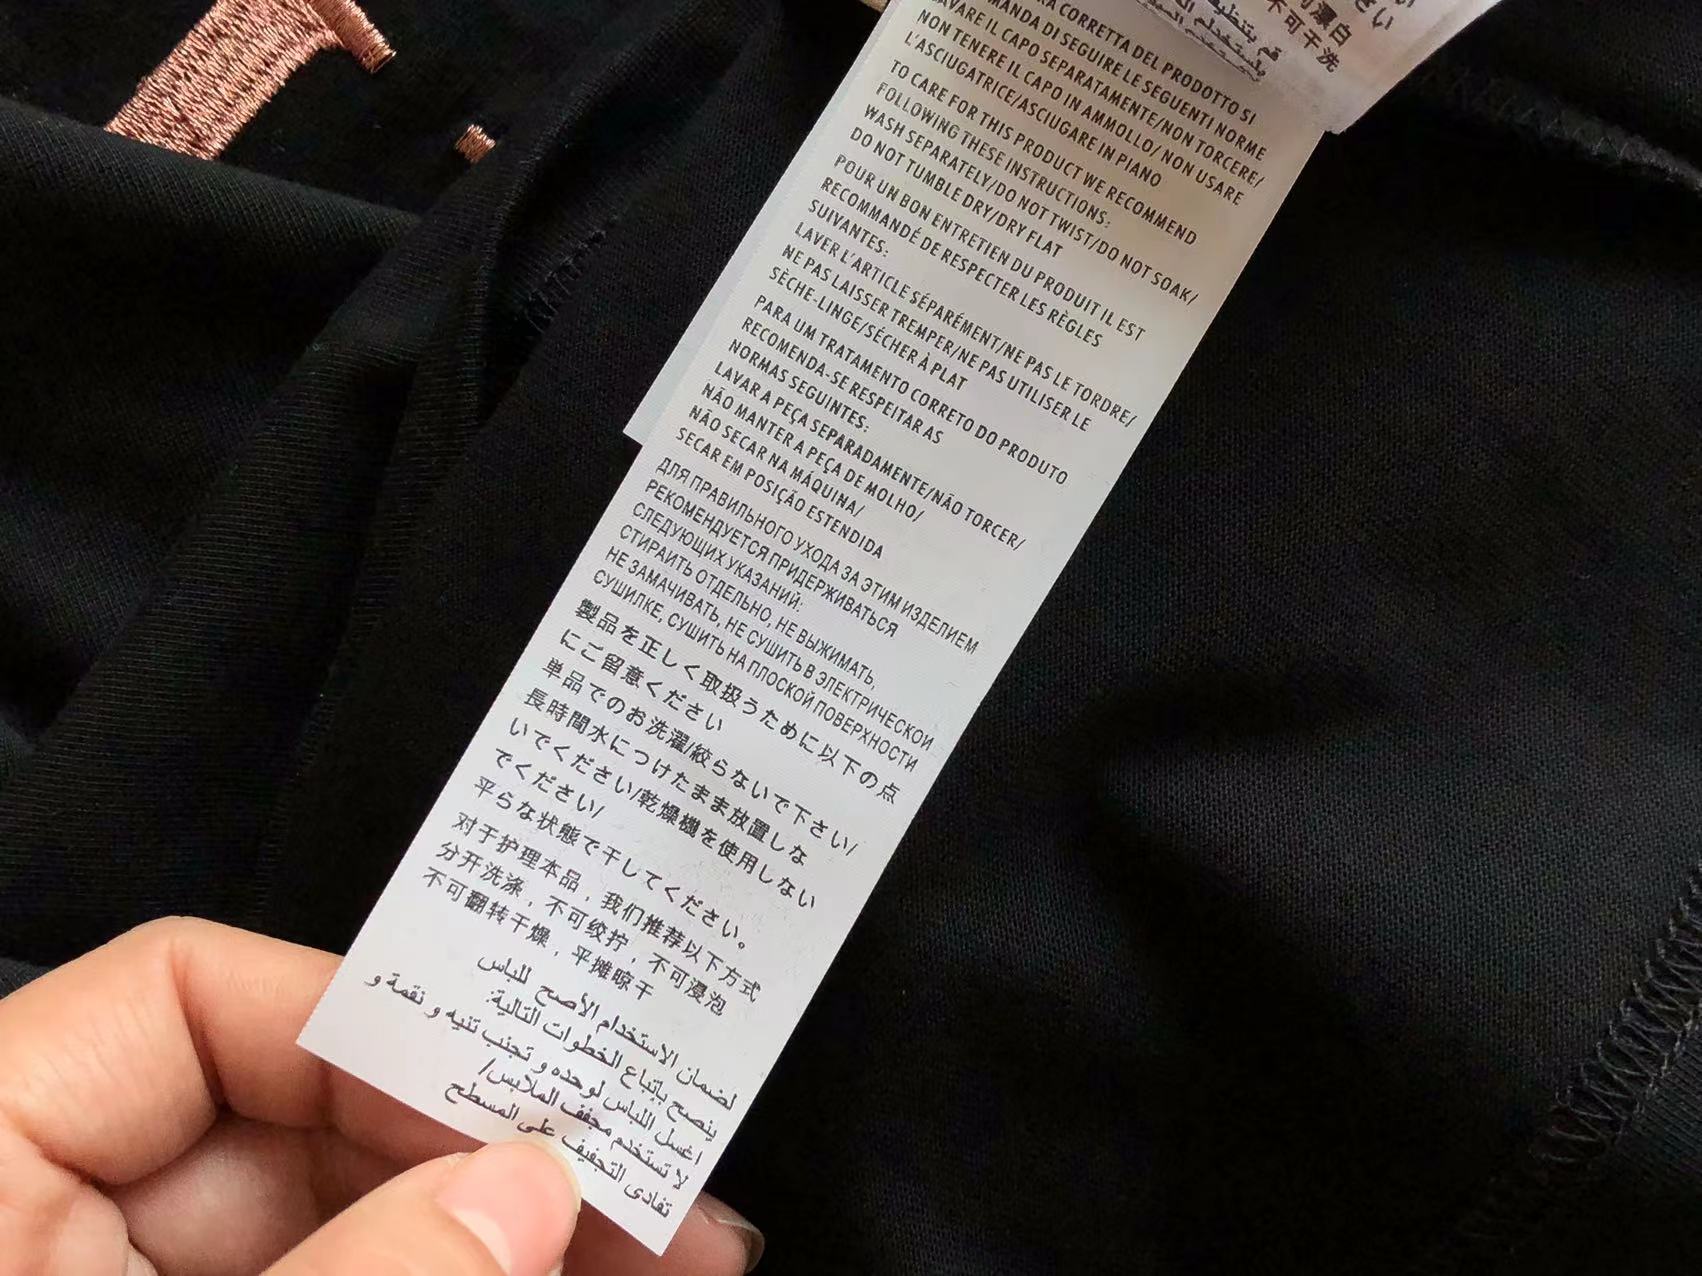 CORRETTA DEL PRODOTTO SI
MANDA DI SEGUIRE LE SEGUENTI NORME
LAVARE IL CAPO SEPARATAMENTE/NON TORCERE/
NON TENERE IL CAPO IN AMMOLLO/ NON USARE
L'ASCIUGATRICE/ASCIUGARE IN PIANO
TO CARE FOR THIS PRODUCT WE RECOMMEND
FOLLOWING THESE INSTRUCTIONS:
WASH SEPARATELY/DO NOT TWIST/DO NOT SOAK/
DO NOT TUMBLE DRY/DRY FLAT
POUR UN BON ENTRETIEN DU PRODUIT IL EST
RECOMMANDÉ DE RESPECTER LES RÈGLES
SUIVANTES:
LAVER L'ARTICLE SÉPARÉMENT/NE PAS LE TORDRE/
NE PAS LAISSER TREMPER/NE PAS UTILISER LE
SÈCHE-LINGE/SÉCHER À PLAT
PARA UM TRATAMENTO CORRETO DO PRODUTO
RECOMENDA-SE RESPEITAR AS
NORMAS SEGUINTES:
LAVAR A PEÇA SEPARADAMENTE/NÃO TORCER/
NÃO MANTER A PEÇA DE MOLHO/
NÃO SECAR NA MÁQUINA/
SECAR EM POSIÇÃO ESTENDIDA
ДЛЯ ПРАВИЛЬНОГО УХОДА ЗА ЭТИМ ИЗДЕЛИЕМ
РЕКОМЕНДУЕТСЯ ПРИДЕРЖИВАТЬСЯ
СЛЕДУЮЩИХ УКАЗАНИЙ:
СТИРАИТЬ ОТДЕЛЬНО, НЕ ВЫЖИМАТЬ,
НЕ ЗАМАЧИВАТЬ, НЕ СУШИТЬ В ЭЛЕКТРИЧЕСКОЙ
СУШИЛКЕ, СУШИТЬ НА ПЛОСКОЙ ПОВЕРХНОСТИ
製品を正しく取扱うために以下の点
にご留意ください
単品でのお洗濯/絞らないで下さい/
長時間水につけたまま放置しな
いでください/乾燥機を使用しない
でください/
平らな状態で干してください。
对于护理本品，我们推荐以下方式
分开洗涤，不可绞拧，不可浸泡
不可翻转干燥，平摊晾干
لضمان الاستخدام الأصح للباس
ينصح بإتباع الخطوات التالية:
اغسل اللباس لوحده و تجنب تنيه و نقمة و
لا تستخدم مجفف الملابس/
تفادى التجفيف على المسطح
漂白
不可干洗